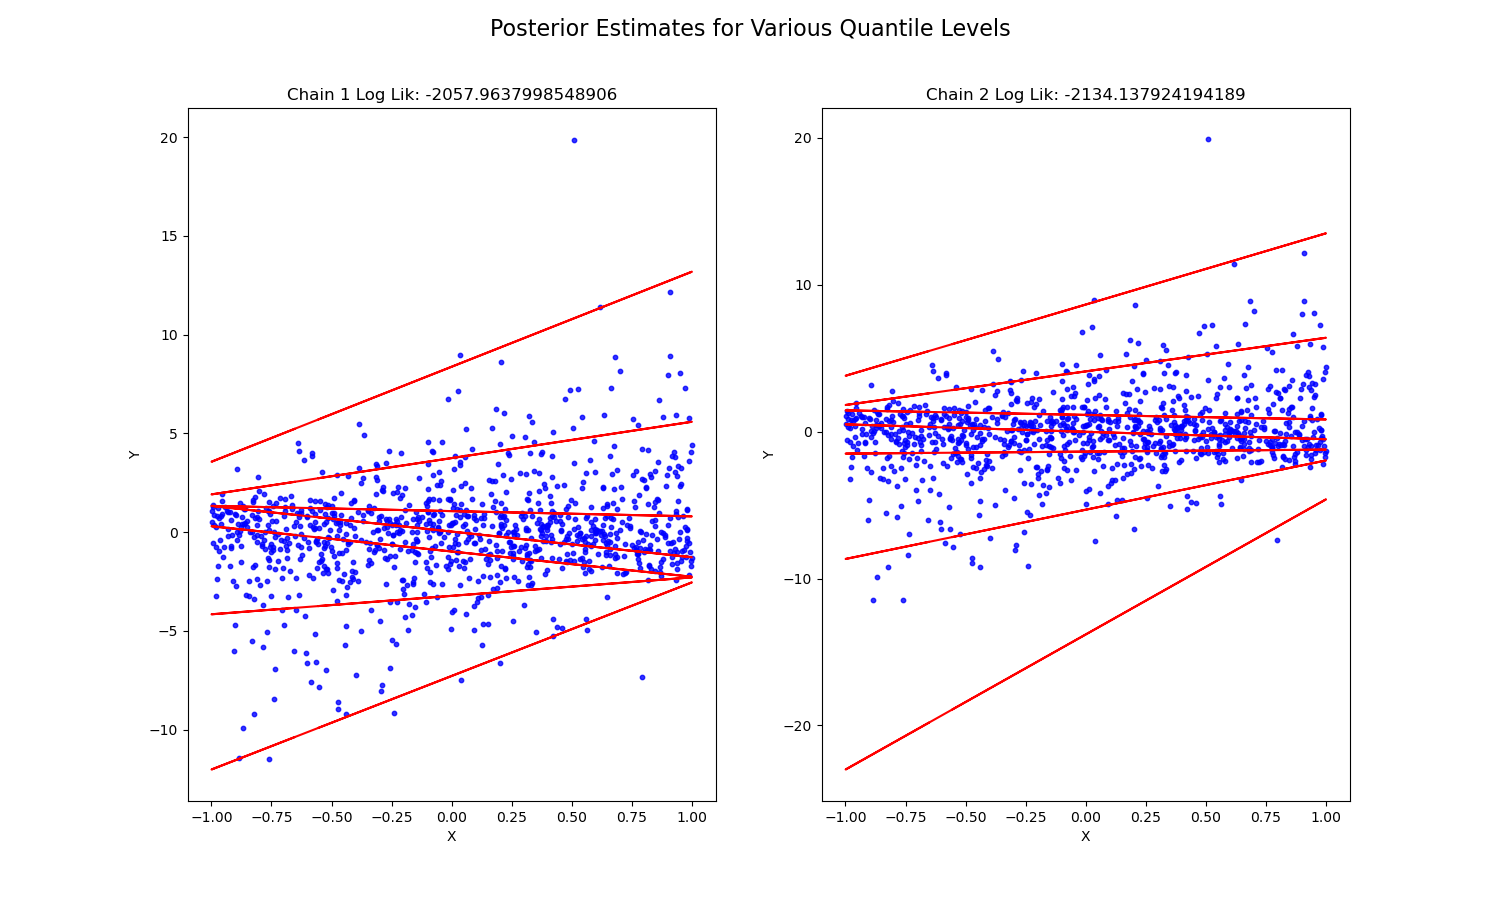 Posterior Estimates for Various Quantile Levels
Chain 1 Log Lik: -2057.9637998548906
20
15
10
5
0
−5
−10
Y
−1.00 −0.75 −0.50 −0.25 0.00 0.25 0.50 0.75 1.00
X
Chain 2 Log Lik: -2134.137924194189
20
10
0
−10
−20
Y
−1.00 −0.75 −0.50 −0.25 0.00 0.25 0.50 0.75 1.00
X